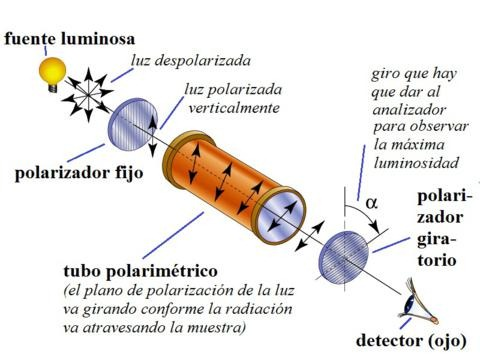 fuente luminosa
luz despolarizada
luz polarizada
verticalmente
polarizador fijo
giro que hay
que dar al
analizador
para observar
la máxima
luminosidad
α
polari-
zador
gira-
torio
tubo polarimétrico
(el plano de polarización de la luz
va girando conforme la radiación
va atravesando la muestra)
detector (ojo)